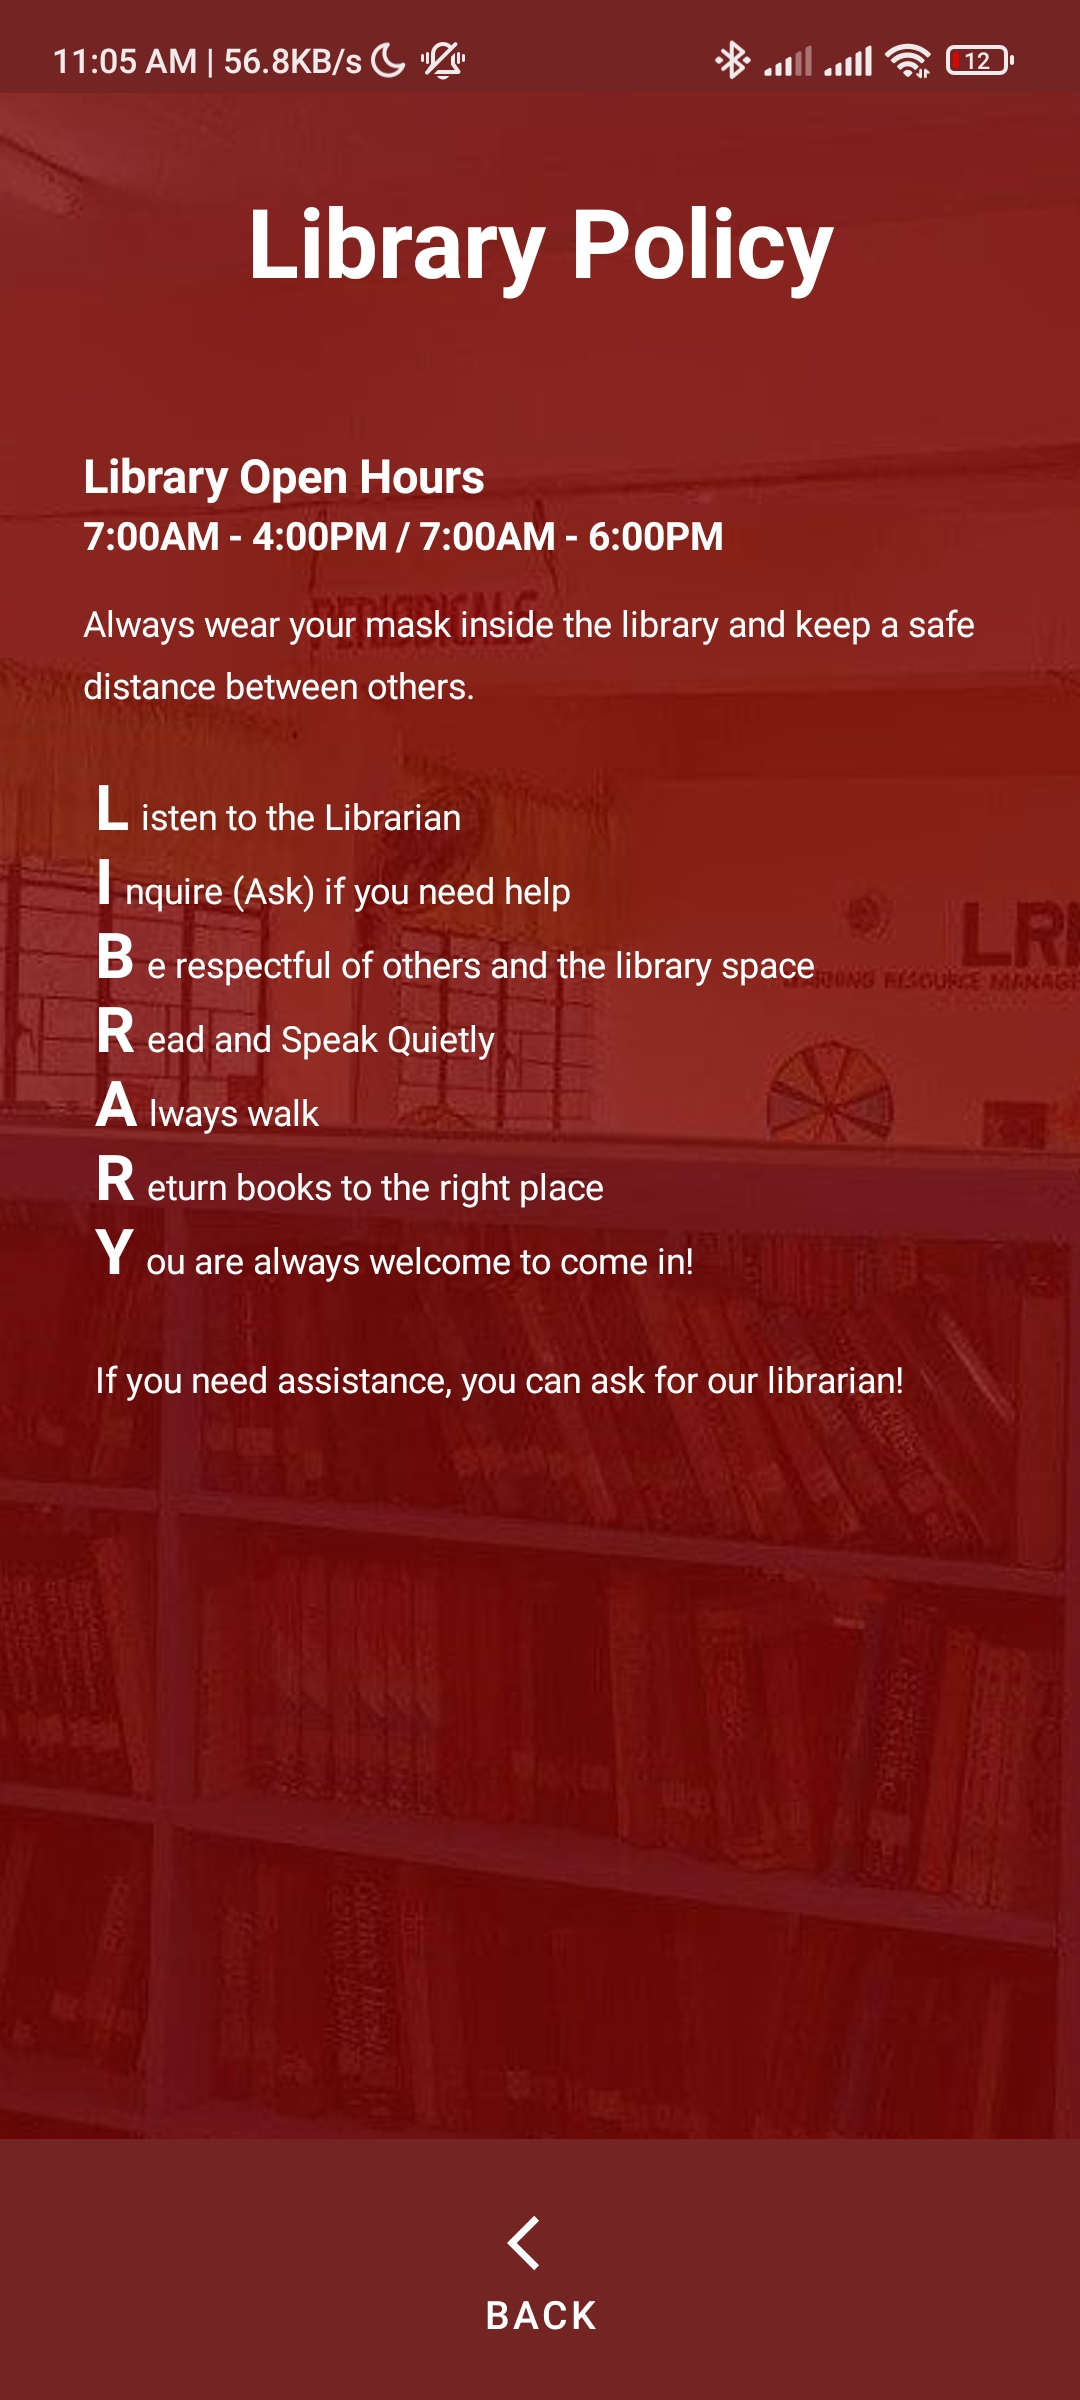 11:05 AM | 56.8KB/s
12
Library Policy
Library Open Hours
7:00AM - 4:00PM / 7:00AM - 6:00PM
Always wear your mask inside the library and keep a safe
distance between others.
PERIODICALS
L isten to the Librarian
I nquire (Ask) if you need help
B e respectful of others and the library space
R ead and Speak Quietly
A lways walk
R eturn books to the right place
Y ou are always welcome to come in!
If you need assistance, you can ask for our librarian!
BACK